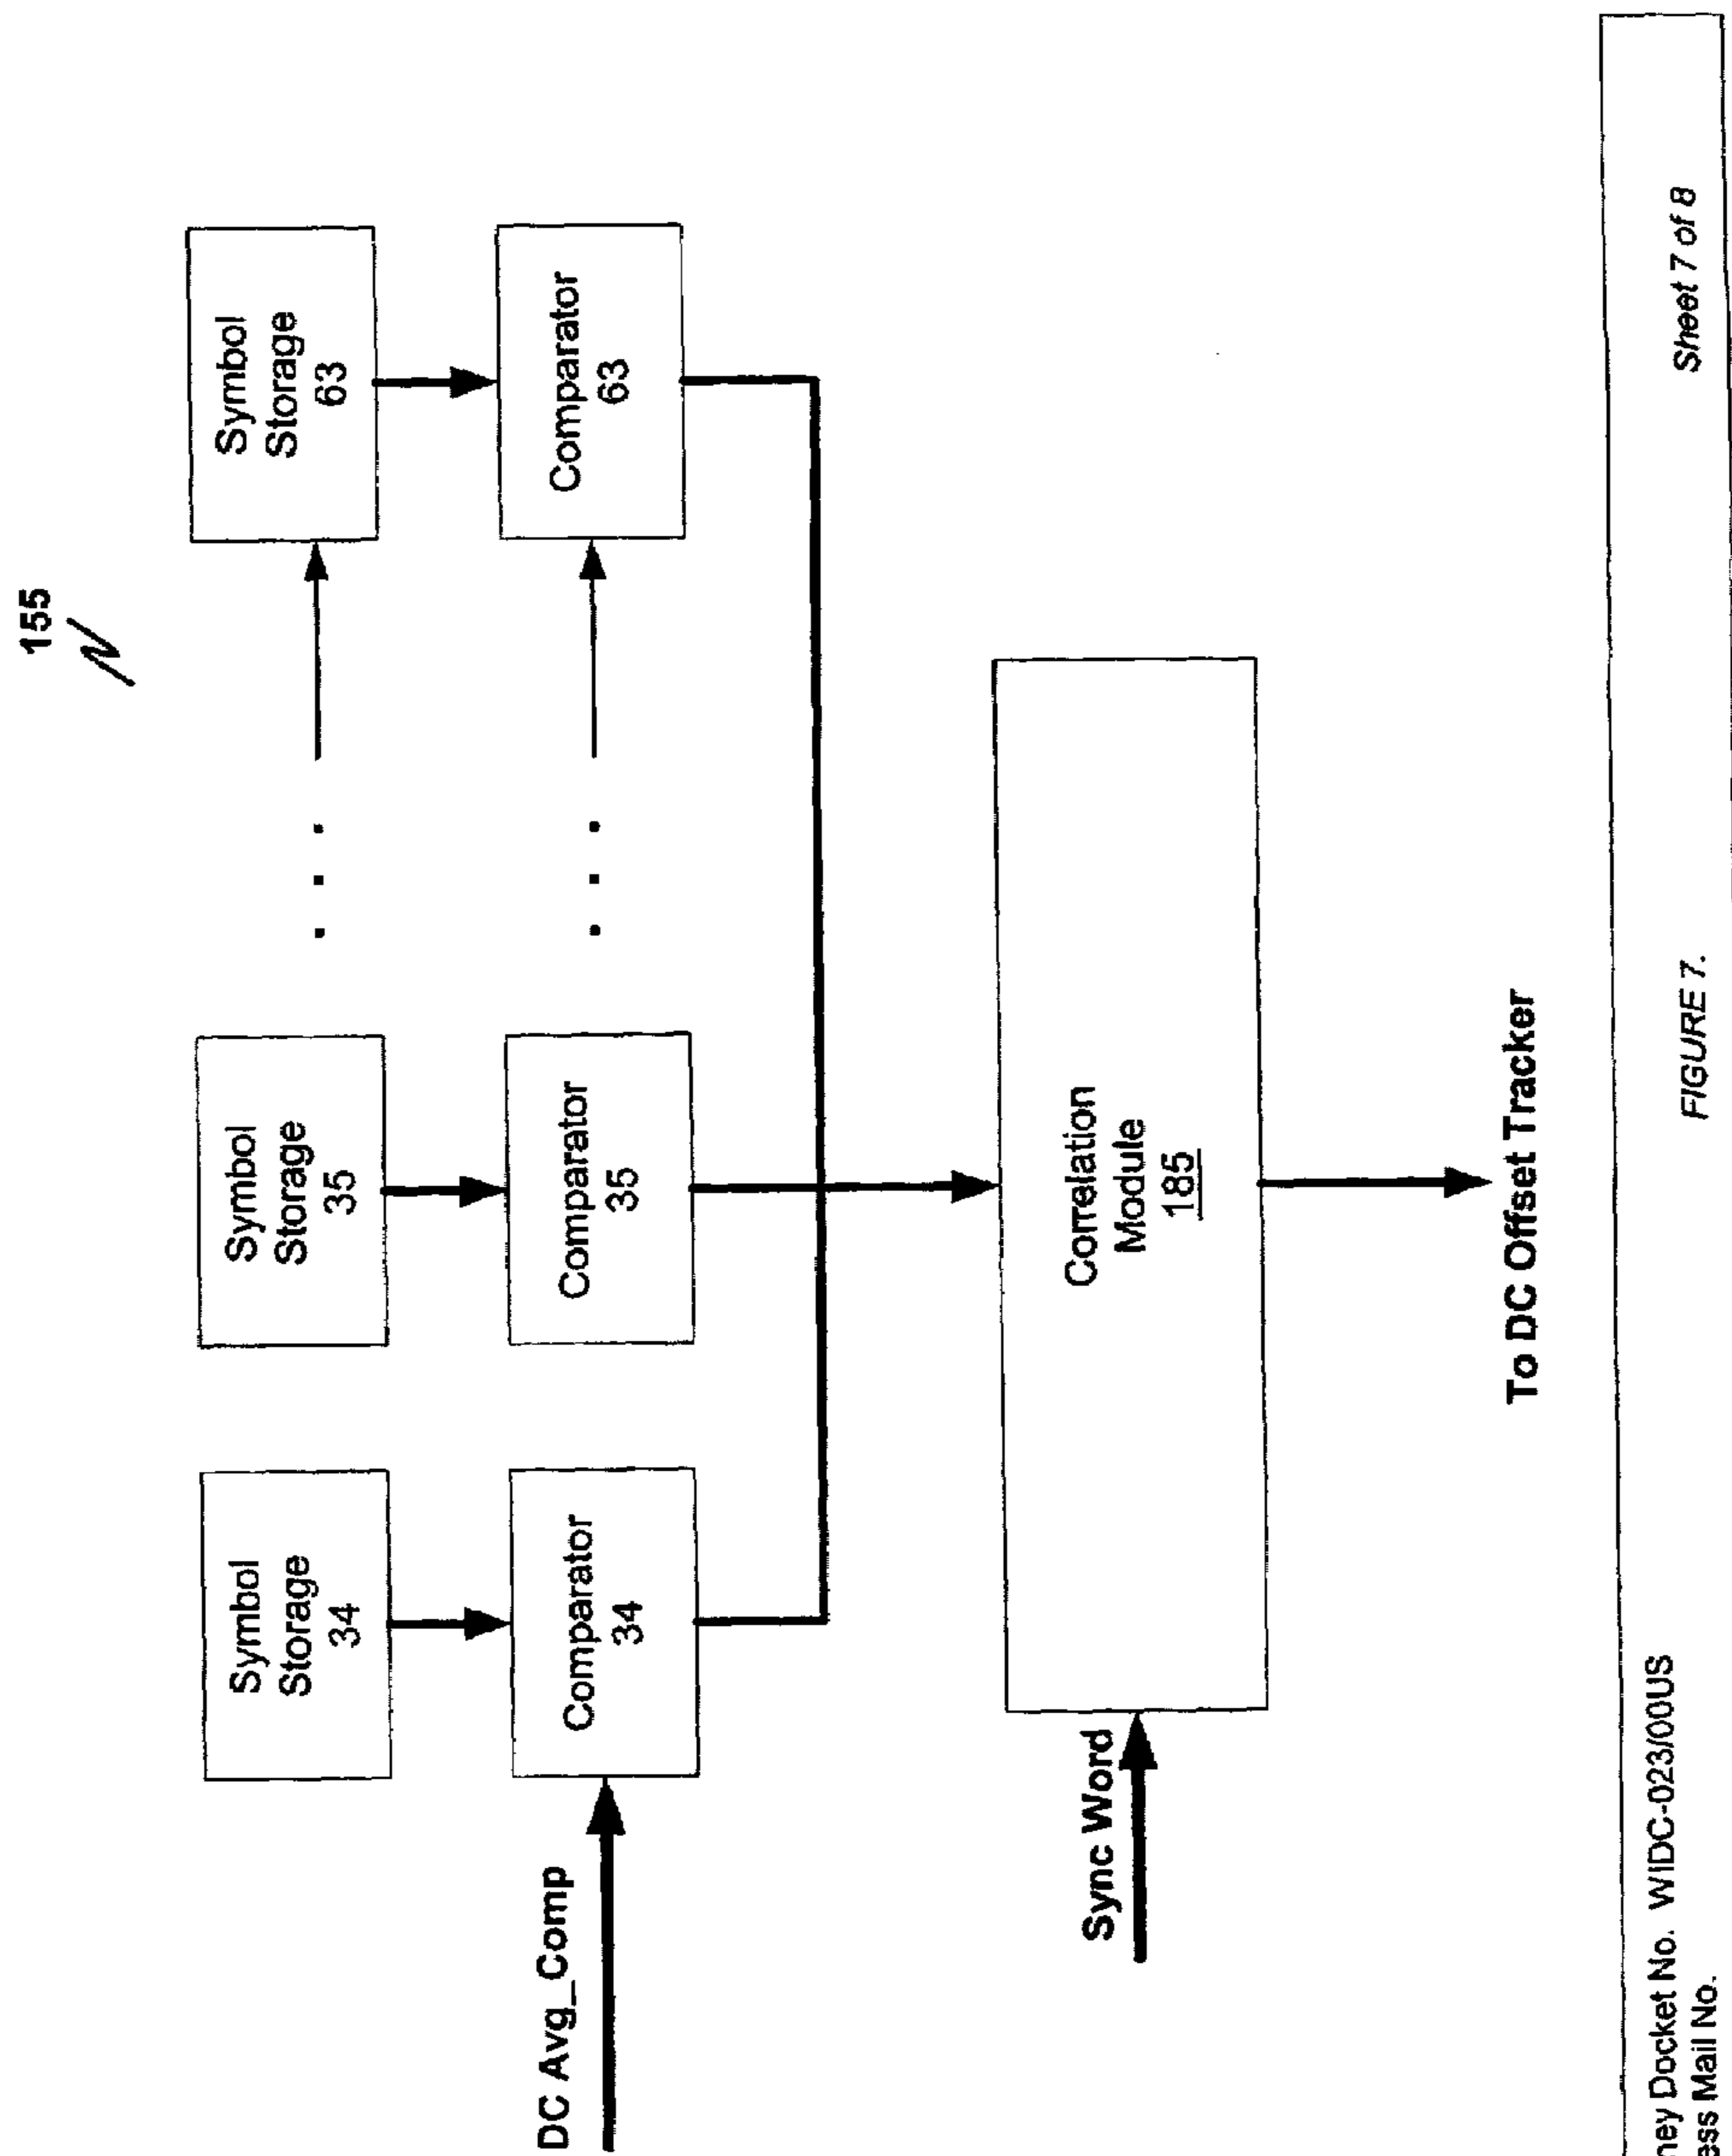 155
Symbol
Storage
34
Symbol
Storage
35
. . .
Symbol
Storage
63
DC Avg_Comp
Comparator
34
Comparator
35
. . .
Comparator
63
Sync Word
Correlation
Module
185
To DC Offset Tracker
ney Docket No. WIDC-023/00US
ess Mail No.
FIGURE 7.
Sheet 7 of 8